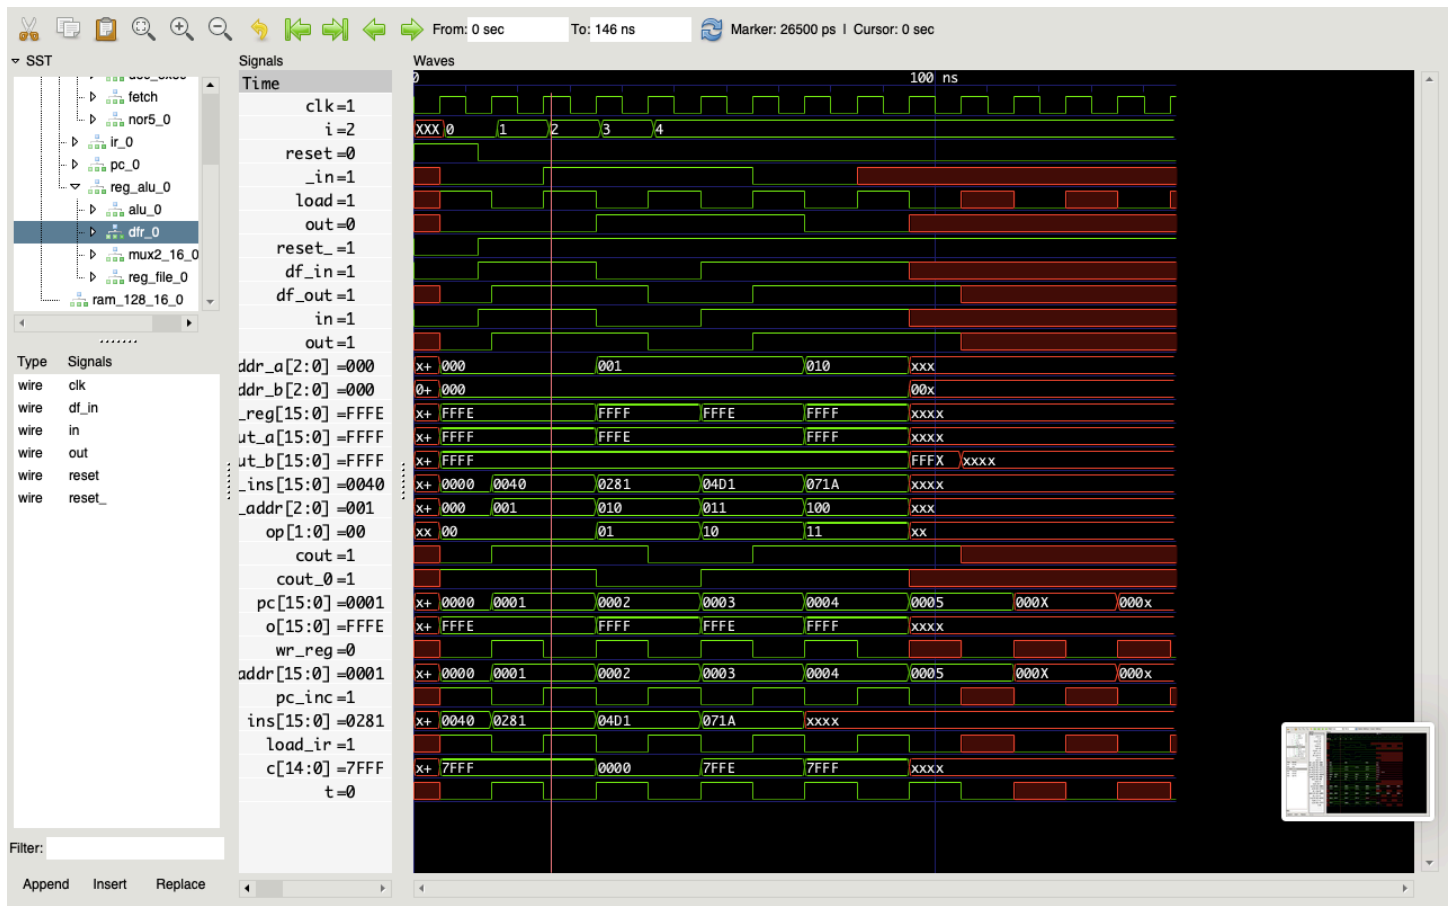 From: 0 sec To: 146 ns Marker: 26500 ps | Cursor: 0 sec
SST
fetch
nor5_0
ir_0
pc_0
reg_alu_0
alu_0
dfr_0
mux2_16_0
reg_file_0
ram_128_16_0
Type Signals
wire clk
wire df_in
wire in
wire out
wire reset
wire reset_
Filter:
Append Insert Replace
Signals Waves
Time 0 100 ns
clk=1
i=2 XXX 0 1 2 3 4
reset=0
_in=1
load=1
out=0
reset_=1
df_in=1
df_out=1
in=1
out=1
ddr_a[2:0]=000 x+ 000 001 010 xxx
ddr_b[2:0]=000 0+ 000 00x
_reg[15:0]=FFFE x+ FFFE FFFF FFFE FFFF xxxx
ut_a[15:0]=FFFF x+ FFFF FFFE FFFF xxxx
ut_b[15:0]=FFFF x+ FFFF FFFX xxxx
_ins[15:0]=0040 x+ 0000 0040 0281 04D1 071A xxxx
_addr[2:0]=001 x+ 000 001 010 011 100 xxx
op[1:0]=00 xx 00 01 10 11 xx
cout=1
cout_0=1
pc[15:0]=0001 x+ 0000 0001 0002 0003 0004 0005 000X 000x
o[15:0]=FFFE x+ FFFE FFFF FFFE FFFF xxxx
wr_reg=0
addr[15:0]=0001 x+ 0000 0001 0002 0003 0004 0005 000X 000x
pc_inc=1
ins[15:0]=0281 x+ 0040 0281 04D1 071A xxxx
load_ir=1
c[14:0]=7FFF x+ 7FFF 0000 7FFE 7FFF xxxx
t=0